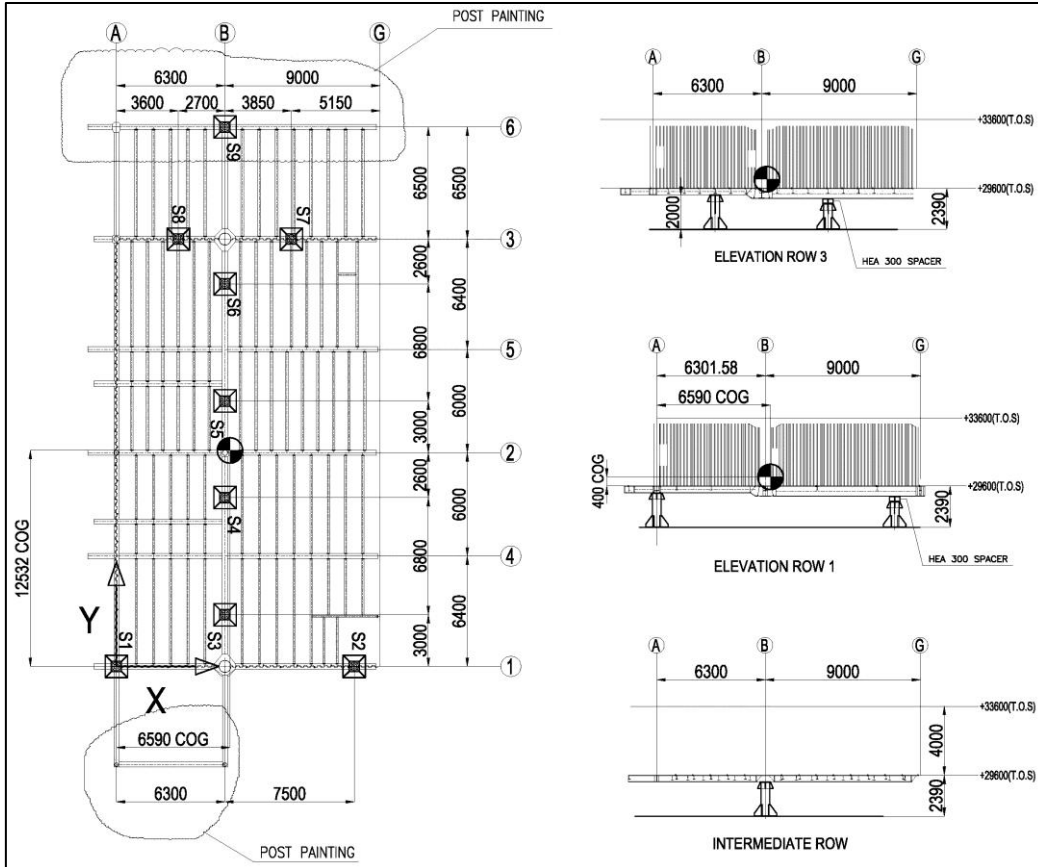 POST PAINTING
A
B
G
6300
9000
3600
2700
3850
5150
6
S9
6500
6500
S8
S7
3
2600
6400
S6
6800
5
6000
S5
3000
2
2600
12532 COG
S4
6000
4
6800
6400
Y
3000
S1
S3
S2
1
X
6590 COG
6300
7500
POST PAINTING
A
B
G
6300
9000
+33600(T.O.S)
+29600(T.O.S)
2000
2390
ELEVATION ROW 3
HEA 300 SPACER
A
B
G
6301.58
9000
6590 COG
+33600(T.O.S)
400 COG
+29600(T.O.S)
2390
ELEVATION ROW 1
HEA 300 SPACER
A
B
G
6300
9000
+33600(T.O.S)
4000
+29600(T.O.S)
2390
INTERMEDIATE ROW